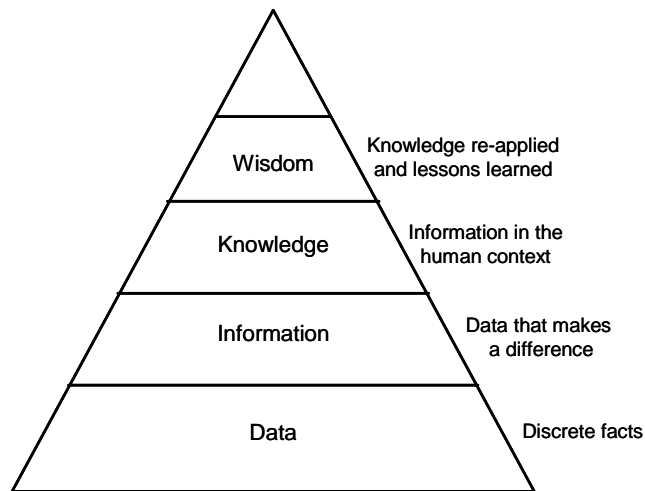 Wisdom
Knowledge re-applied
and lessons learned
Knowledge
Information in the
human context
Information
Data that makes
a difference
Data
Discrete facts